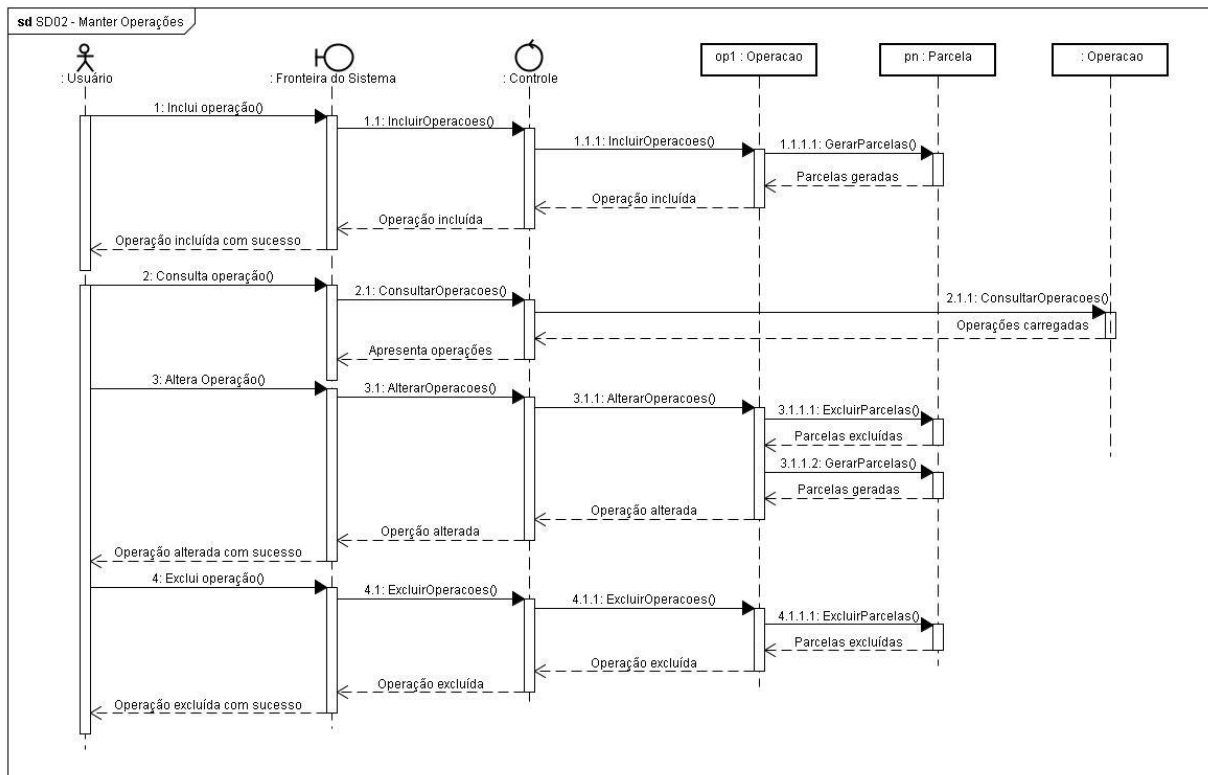 sd SD02 - Manter Operações
: Usuário
: Fronteira do Sistema
: Controle
op1 : Operacao
pn : Parcela
: Operacao
1: Inclui operação()
1.1: IncluirOperacoes()
1.1.1: IncluirOperacoes()
1.1.1.1: GerarParcelas()
Parcelas geradas
Operação incluída
Operação incluída
Operação incluída com sucesso
2: Consulta operação()
2.1: ConsultarOperacoes()
2.1.1: ConsultarOperacoes()
Operações carregadas
Apresenta operações
3: Altera Operação()
3.1: AlterarOperacoes()
3.1.1: AlterarOperacoes()
3.1.1.1: ExcluirParcelas()
Parcelas excluídas
3.1.1.2: GerarParcelas()
Parcelas geradas
Operação alterada
Operção alterada
Operação alterada com sucesso
4: Exclui operação()
4.1: ExcluirOperacoes()
4.1.1: ExcluirOperacoes()
4.1.1.1: ExcluirParcelas()
Parcelas excluídas
Operação excluída
Operação excluída
Operação excluída com sucesso